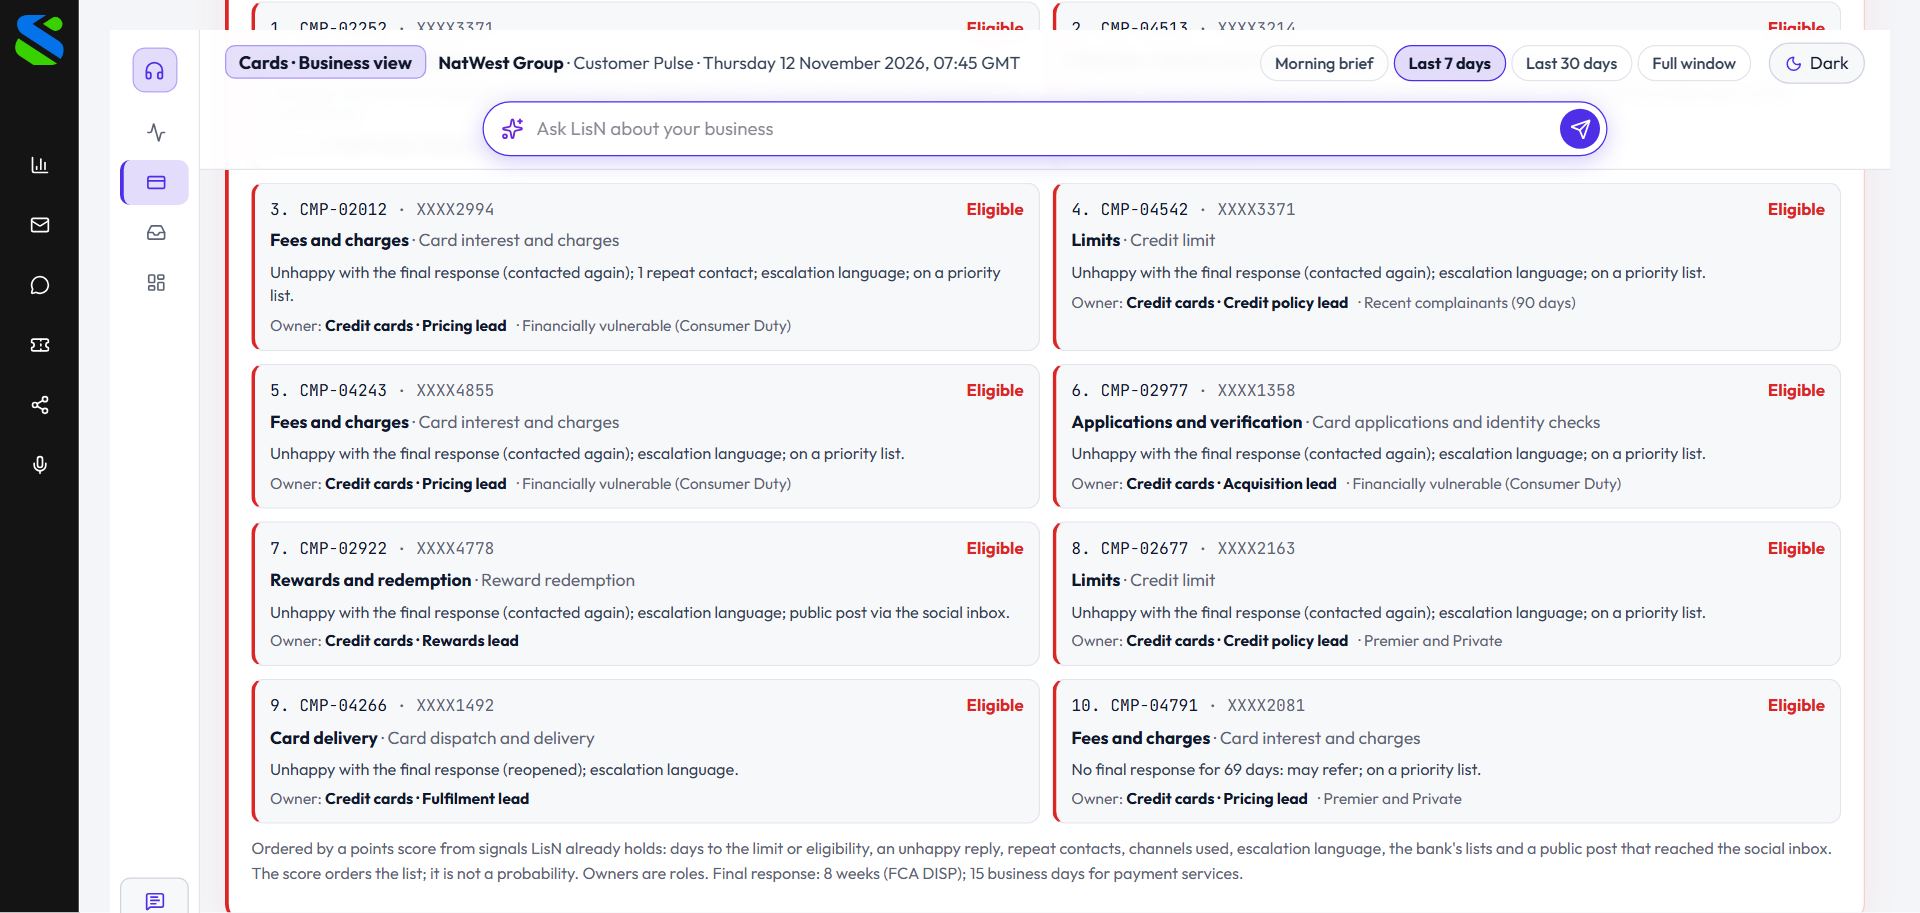 1. CMP-02252 · XXXX3371 Eligible
2. CMP-04513 · XXXX3214 Eligible
Cards · Business view NatWest Group · Customer Pulse · Thursday 12 November 2026, 07:45 GMT Morning brief Last 7 days Last 30 days Full window Dark
Ask LisN about your business
3. CMP-02012 · XXXX2994 Eligible
Fees and charges · Card interest and charges
Unhappy with the final response (contacted again); 1 repeat contact; escalation language; on a priority
list.
Owner: Credit cards · Pricing lead · Financially vulnerable (Consumer Duty)
4. CMP-04542 · XXXX3371 Eligible
Limits · Credit limit
Unhappy with the final response (contacted again); escalation language; on a priority list.
Owner: Credit cards · Credit policy lead · Recent complainants (90 days)
5. CMP-04243 · XXXX4855 Eligible
Fees and charges · Card interest and charges
Unhappy with the final response (contacted again); escalation language; on a priority list.
Owner: Credit cards · Pricing lead · Financially vulnerable (Consumer Duty)
6. CMP-02977 · XXXX1358 Eligible
Applications and verification · Card applications and identity checks
Unhappy with the final response (contacted again); escalation language; on a priority list.
Owner: Credit cards · Acquisition lead · Financially vulnerable (Consumer Duty)
7. CMP-02922 · XXXX4778 Eligible
Rewards and redemption · Reward redemption
Unhappy with the final response (contacted again); escalation language; public post via the social inbox.
Owner: Credit cards · Rewards lead
8. CMP-02677 · XXXX2163 Eligible
Limits · Credit limit
Unhappy with the final response (contacted again); escalation language; on a priority list.
Owner: Credit cards · Credit policy lead · Premier and Private
9. CMP-04266 · XXXX1492 Eligible
Card delivery · Card dispatch and delivery
Unhappy with the final response (reopened); escalation language.
Owner: Credit cards · Fulfilment lead
10. CMP-04791 · XXXX2081 Eligible
Fees and charges · Card interest and charges
No final response for 69 days: may refer; on a priority list.
Owner: Credit cards · Pricing lead · Premier and Private
Ordered by a points score from signals LisN already holds: days to the limit or eligibility, an unhappy reply, repeat contacts, channels used, escalation language, the bank's lists and a public post that reached the social inbox.
The score orders the list; it is not a probability. Owners are roles. Final response: 8 weeks (FCA DISP); 15 business days for payment services.